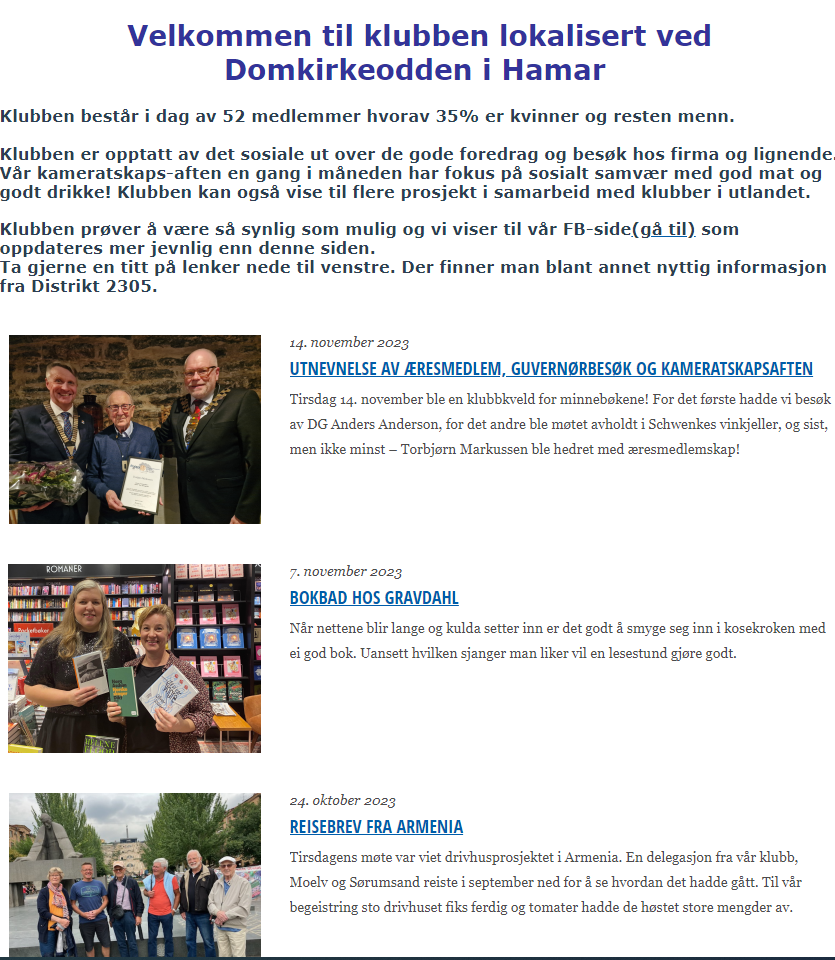 Velkommen til klubben lokalisert ved
Domkirkeodden i Hamar
Klubben består i dag av 52 medlemmer hvorav 35% er kvinner og resten menn.
Klubben er opptatt av det sosiale ut over de gode foredrag og besøk hos firma og lignende.
Vår kameratskaps-aften en gang i måneden har fokus på sosialt samvær med god mat og
godt drikke! Klubben kan også vise til flere prosjekt i samarbeid med klubber i utlandet.
Klubben prøver å være så synlig som mulig og vi viser til vår FB-side(gå til) som
oppdateres mer jevnlig enn denne siden.
Ta gjerne en titt på lenker nede til venstre. Der finner man blant annet nyttig informasjon
fra Distrikt 2305.
14. november 2023
UTNEVNELSE AV ÆRESMEDLEM, GUVERNØRBESØK OG KAMERATSKAPSAFTEN
Tirsdag 14. november ble en klubbkveld for minnebøkene! For det første hadde vi besøk
av DG Anders Anderson, for det andre ble møtet avholdt i Schwenkes vinkjeller, og sist,
men ikke minst – Torbjørn Markussen ble hedret med æresmedlemskap!
ROMANER
Pocketbøker
7. november 2023
BOKBAD HOS GRAVDAHL
Når nettene blir lange og kulda setter inn er det godt å smyge seg inn i kosekroken med
ei god bok. Uansett hvilken sjanger man liker vil en lesestund gjøre godt.
24. oktober 2023
REISEBREV FRA ARMENIA
Tirsdagens møte var viet drivhusprosjektet i Armenia. En delegasjon fra vår klubb,
Moelv og Sørumsand reiste i september ned for å se hvordan det hadde gått. Til vår
begeistring sto drivhuset fiks ferdig og tomater hadde de høstet store mengder av.